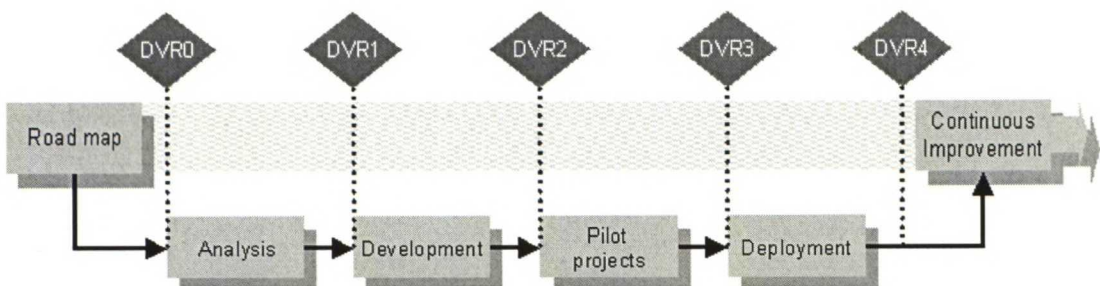 DVR0
DVR1
DVR2
DVR3
DVR4
Road map
Continuous
Improvement
Analysis
Development
Pilot
projects
Deployment